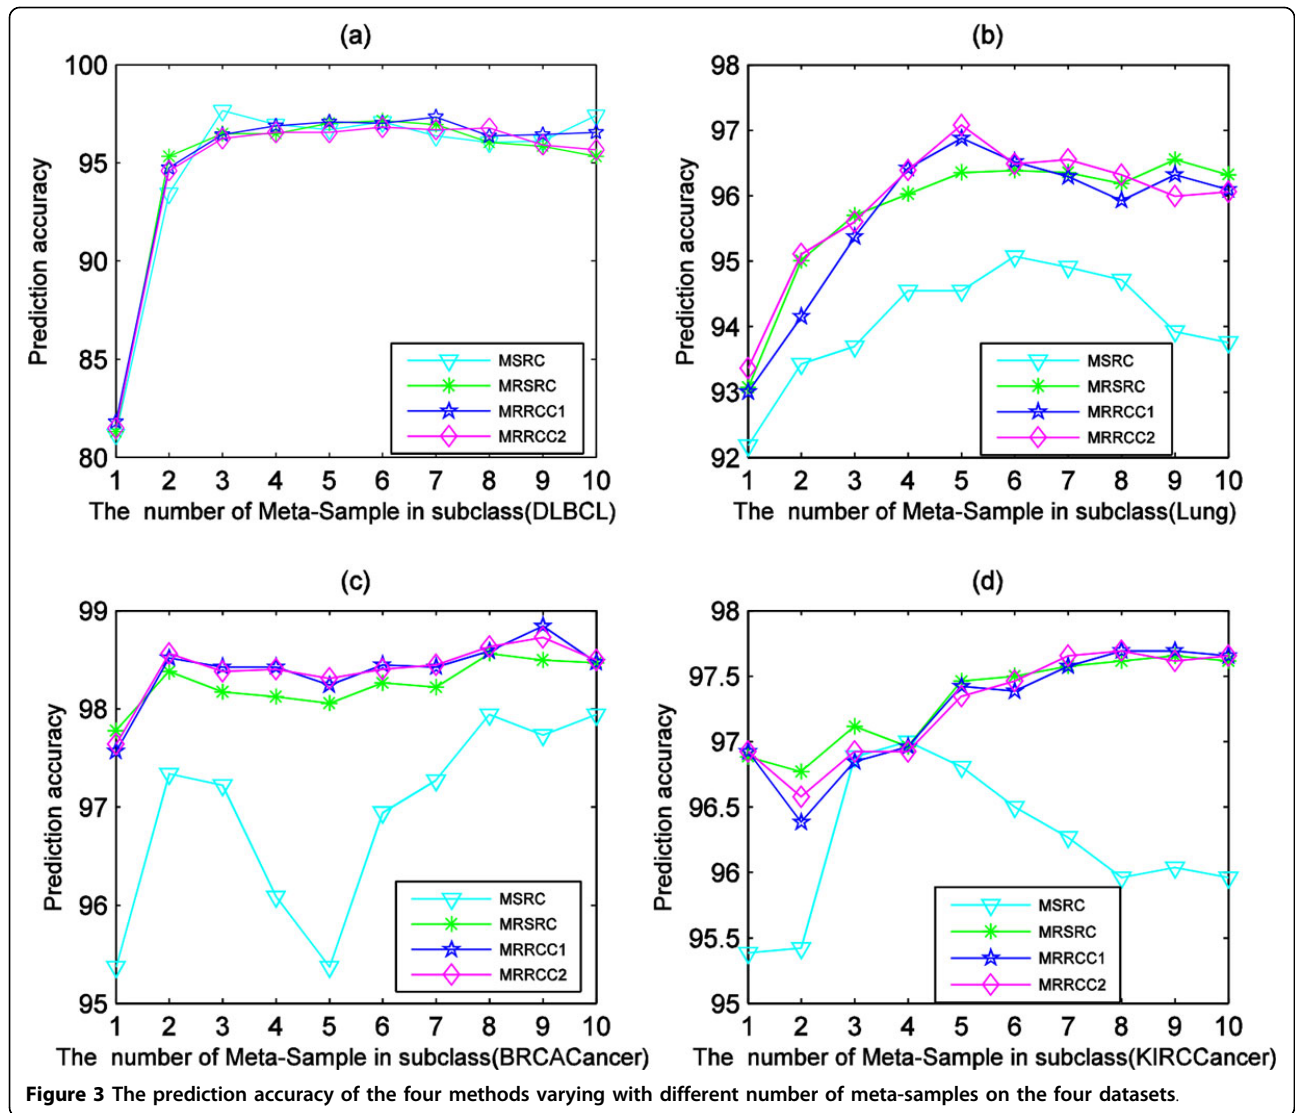 (a)
100
95
90
85
80
Prediction accuracy
MSRC
MRSRC
MRRCC1
MRRCC2
1 2 3 4 5 6 7 8 9 10
The number of Meta-Sample in subclass(DLBCL)
(b)
98
97
96
95
94
93
92
Prediction accuracy
MSRC
MRSRC
MRRCC1
MRRCC2
1 2 3 4 5 6 7 8 9 10
The number of Meta-Sample in subclass(Lung)
(c)
99
98
97
96
95
Prediction accuracy
MSRC
MRSRC
MRRCC1
MRRCC2
1 2 3 4 5 6 7 8 9 10
The number of Meta-Sample in subclass(BRCACancer)
(d)
98
97.5
97
96.5
96
95.5
95
Prediction accuracy
MSRC
MRSRC
MRRCC1
MRRCC2
1 2 3 4 5 6 7 8 9 10
The number of Meta-Sample in subclass(KIRCCancer)
Figure 3 The prediction accuracy of the four methods varying with different number of meta-samples on the four datasets.